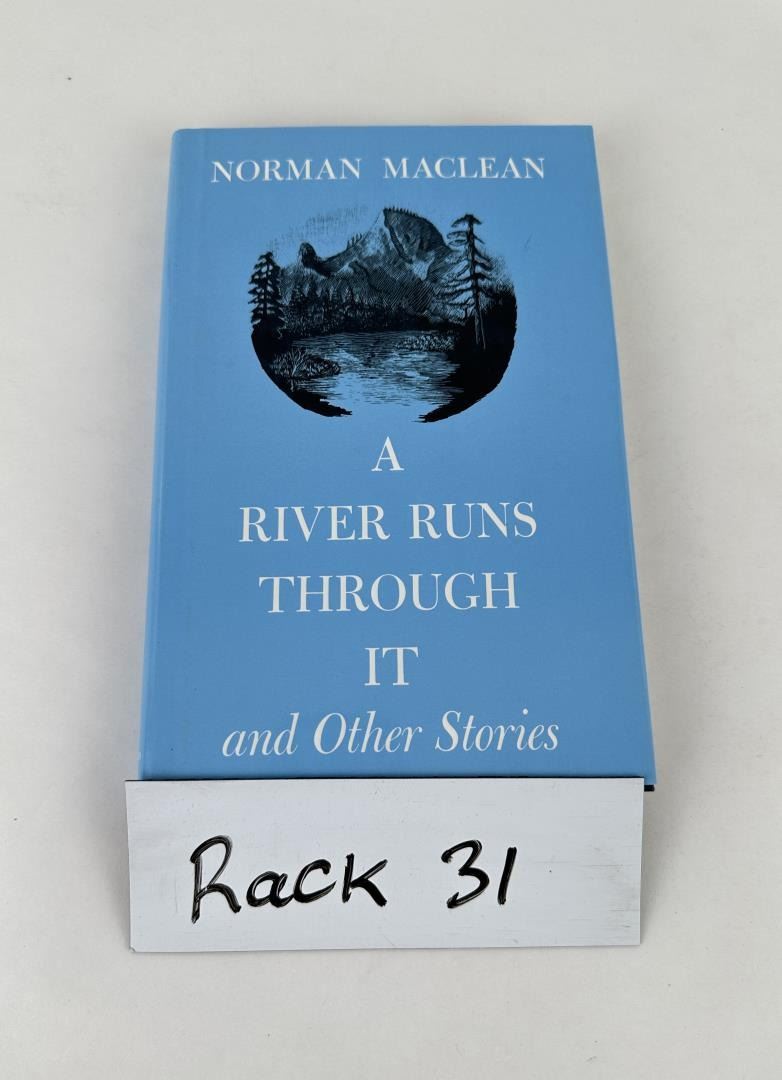 NORMAN MACLEAN
A
RIVER RUNS
THROUGH
IT
and Other Stories
Rack 31